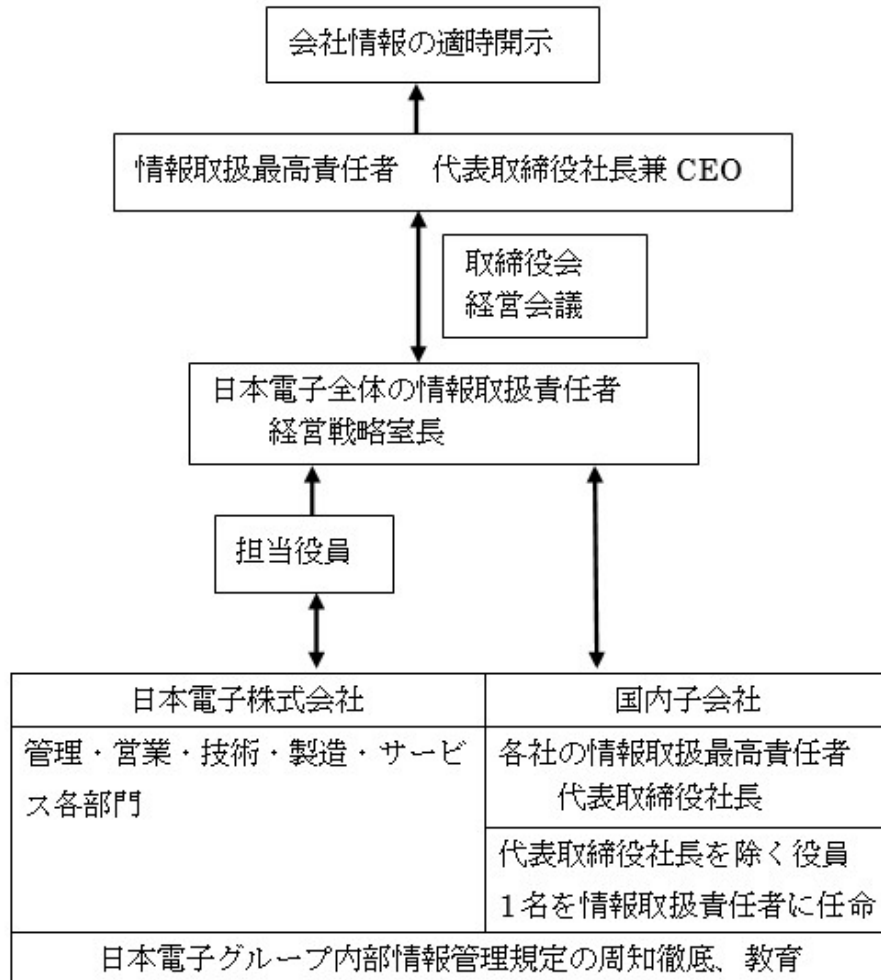 会社情報の適時開示
情報取扱最高責任者 代表取締役社長兼 CEO
取締役会
経営会議
日本電子全体の情報取扱責任者
経営戦略室長
担当役員
日本電子株式会社
管理・営業・技術・製造・サービ
ス各部門
国内子会社
各社の情報取扱最高責任者
代表取締役社長
代表取締役社長を除く役員
1名を情報取扱責任者に任命
日本電子グループ内部情報管理規定の周知徹底、教育